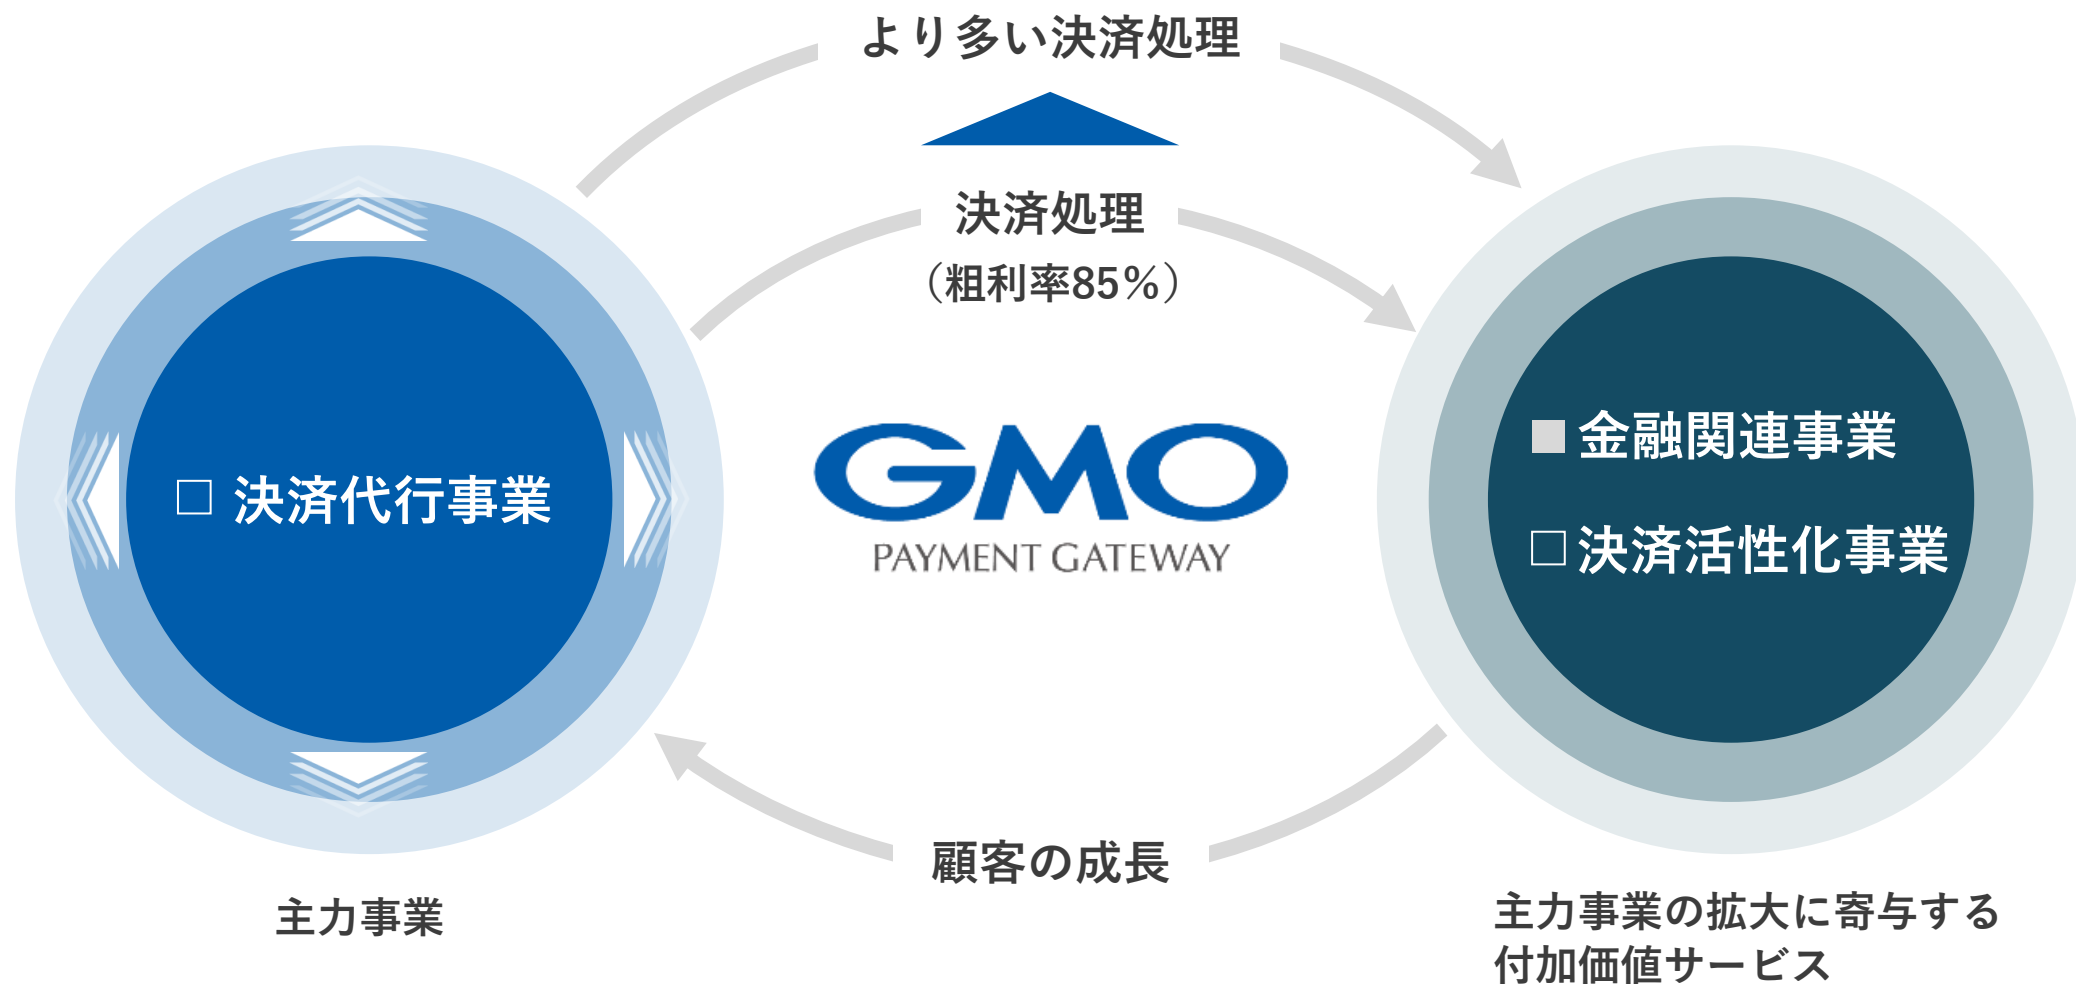 より多い決済処理
決済処理
（粗利率85％）
□ 決済代行事業
GMO
PAYMENT GATEWAY
■ 金融関連事業
□ 決済活性化事業
顧客の成長
主力事業
主力事業の拡大に寄与する
付加価値サービス